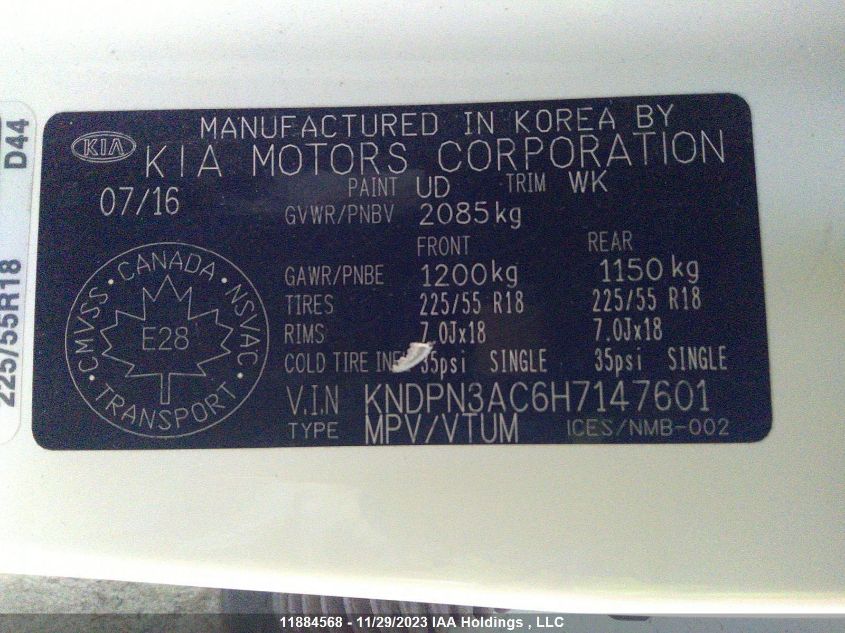 KIA
MANUFACTURED IN KOREA BY
KIA MOTORS CORPORATION
07/16
PAINT UD TRIM WK
GVWR/PNBV 2085kg
FRONT REAR
GAWR/PNBE 1200kg 1150kg
TIRES 225/55 R18 225/55 R18
RIMS 7.0Jx18 7.0Jx18
COLD TIRE 35psi SINGLE 35psi SINGLE
V.I.N KNDPN3AC6H7147601
TYPE MPV/VTUM ICES/NMB-002
CMVSS · CANADA · NSVAC
E28
· TRANSPORT ·
225/55R18
D44
11884568 - 11/29/2023 IAA Holdings , LLC